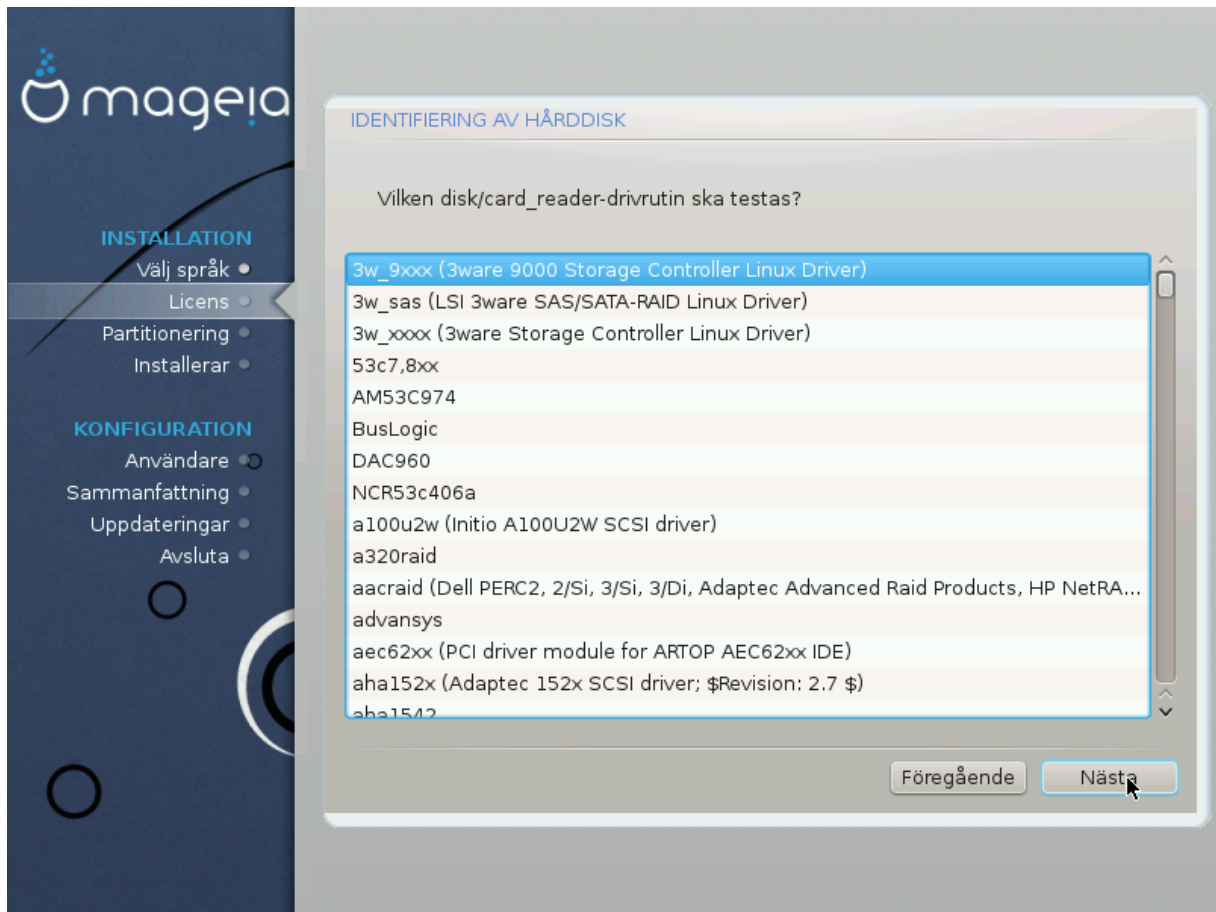 mageia
INSTALLATION
Välj språk
Licens
Partitionering
Installerar
KONFIGURATION
Användare
Sammanfattning
Uppdateringar
Avsluta
IDENTIFIERING AV HÅRDDISK
Vilken disk/card_reader-drivrutin ska testas?
3w_9xxx (3ware 9000 Storage Controller Linux Driver)
3w_sas (LSI 3ware SAS/SATA-RAID Linux Driver)
3w_xxxx (3ware Storage Controller Linux Driver)
53c7,8xx
AM53C974
BusLogic
DAC960
NCR53c406a
a100u2w (Initio A100U2W SCSI driver)
a320raid
aacraid (Dell PERC2, 2/Si, 3/Si, 3/Di, Adaptec Advanced Raid Products, HP NetRA...
advansys
aec62xx (PCI driver module for ARTOP AEC62xx IDE)
aha152x (Adaptec 152x SCSI driver; $Revision: 2.7 $)
aha1542
Föregående
Nästa